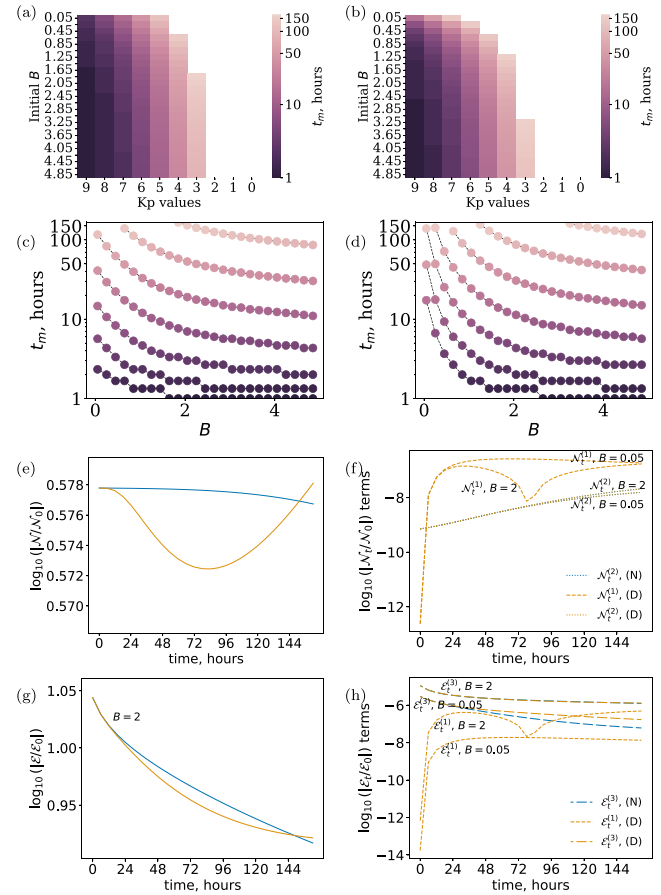 (a)
0.05
0.45
0.85
1.25
1.65
2.05
2.45
2.85
3.25
3.65
4.05
4.45
4.85
Initial B
9 8 7 6 5 4 3 2 1 0
Kp values
150
100
50
10
1
t_m, hours
(b)
0.05
0.45
0.85
1.25
1.65
2.05
2.45
2.85
3.25
3.65
4.05
4.45
4.85
Initial B
9 8 7 6 5 4 3 2 1 0
Kp values
150
100
50
10
1
t_m, hours
(c)
150
100
50
10
1
t_m, hours
0 2 4
B
(d)
150
100
50
10
1
t_m, hours
0 2 4
B
(e)
0.578
0.576
0.574
0.572
0.570
log₁₀ (|𝒩/𝒩₀|)
0 24 48 72 96 120 144
time, hours
(f)
−8
−9
−10
−11
−12
log₁₀ (|𝒩_t/𝒩₀|) terms
𝒩_t^(1), B = 0.05
𝒩_t^(1), B = 2
𝒩_t^(2), B = 2
𝒩_t^(2), B = 0.05
𝒩_t^(2), (N)
𝒩_t^(1), (D)
𝒩_t^(2), (D)
0 24 48 72 96 120 144
time, hours
(g)
1.05
1.00
0.95
log₁₀ (|ℰ/ℰ₀|)
B = 2
0 24 48 72 96 120 144
time, hours
(h)
−6
−8
−10
−12
−14
log₁₀ (|ℰ_t/ℰ₀|) terms
ℰ_t^(3), B = 2
ℰ_t^(3), B = 0.05
ℰ_t^(1), B = 2
ℰ_t^(1), B = 0.05
ℰ_t^(3), (N)
ℰ_t^(1), (D)
ℰ_t^(3), (D)
0 24 48 72 96 120 144
time, hours